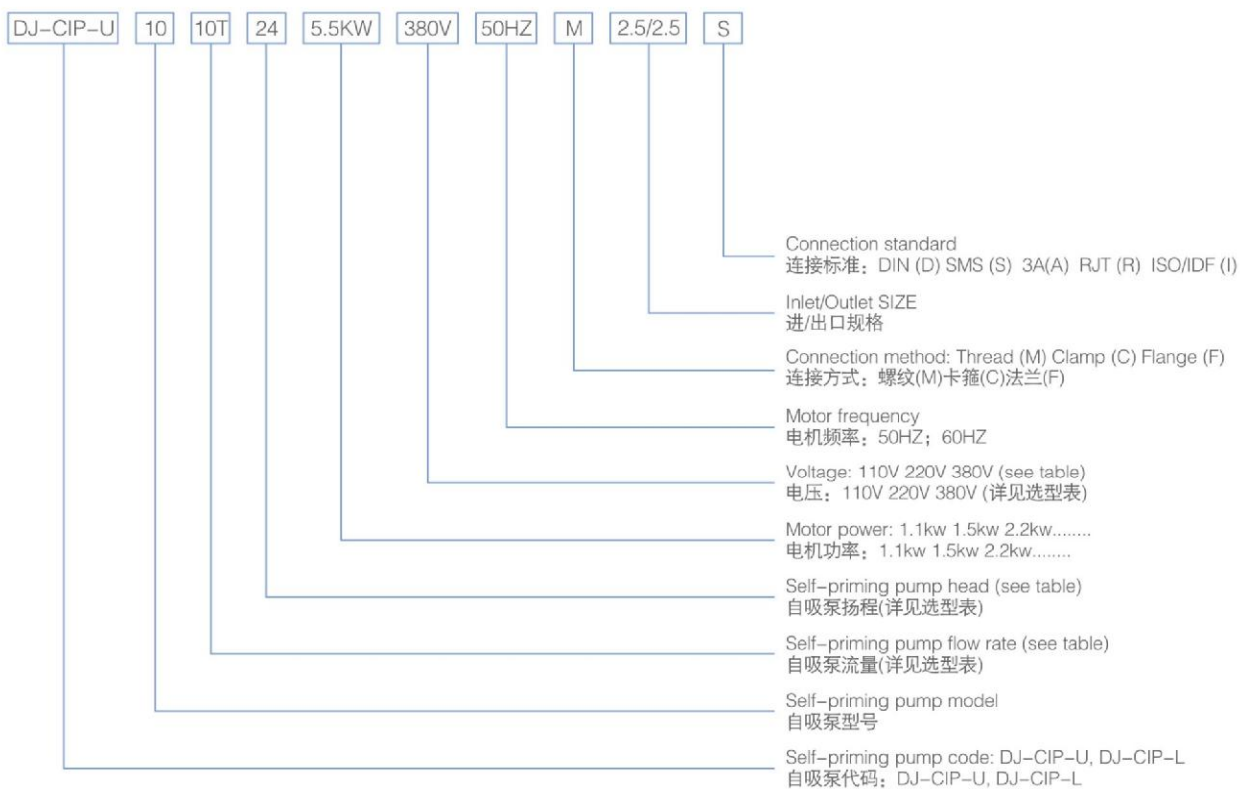 DJ-CIP-U 10 10T 24 5.5KW 380V 50HZ M 2.5/2.5 S
Connection standard
连接标准：DIN (D) SMS (S) 3A(A) RJT (R) ISO/IDF (I)
Inlet/Outlet SIZE
进/出口规格
Connection method: Thread (M) Clamp (C) Flange (F)
连接方式：螺纹(M)卡箍(C)法兰(F)
Motor frequency
电机频率：50HZ；60HZ
Voltage: 110V 220V 380V (see table)
电压：110V 220V 380V (详见选型表)
Motor power: 1.1kw 1.5kw 2.2kw........
电机功率：1.1kw 1.5kw 2.2kw........
Self-priming pump head (see table)
自吸泵扬程(详见选型表)
Self-priming pump flow rate (see table)
自吸泵流量(详见选型表)
Self-priming pump model
自吸泵型号
Self-priming pump code: DJ-CIP-U, DJ-CIP-L
自吸泵代码：DJ-CIP-U, DJ-CIP-L